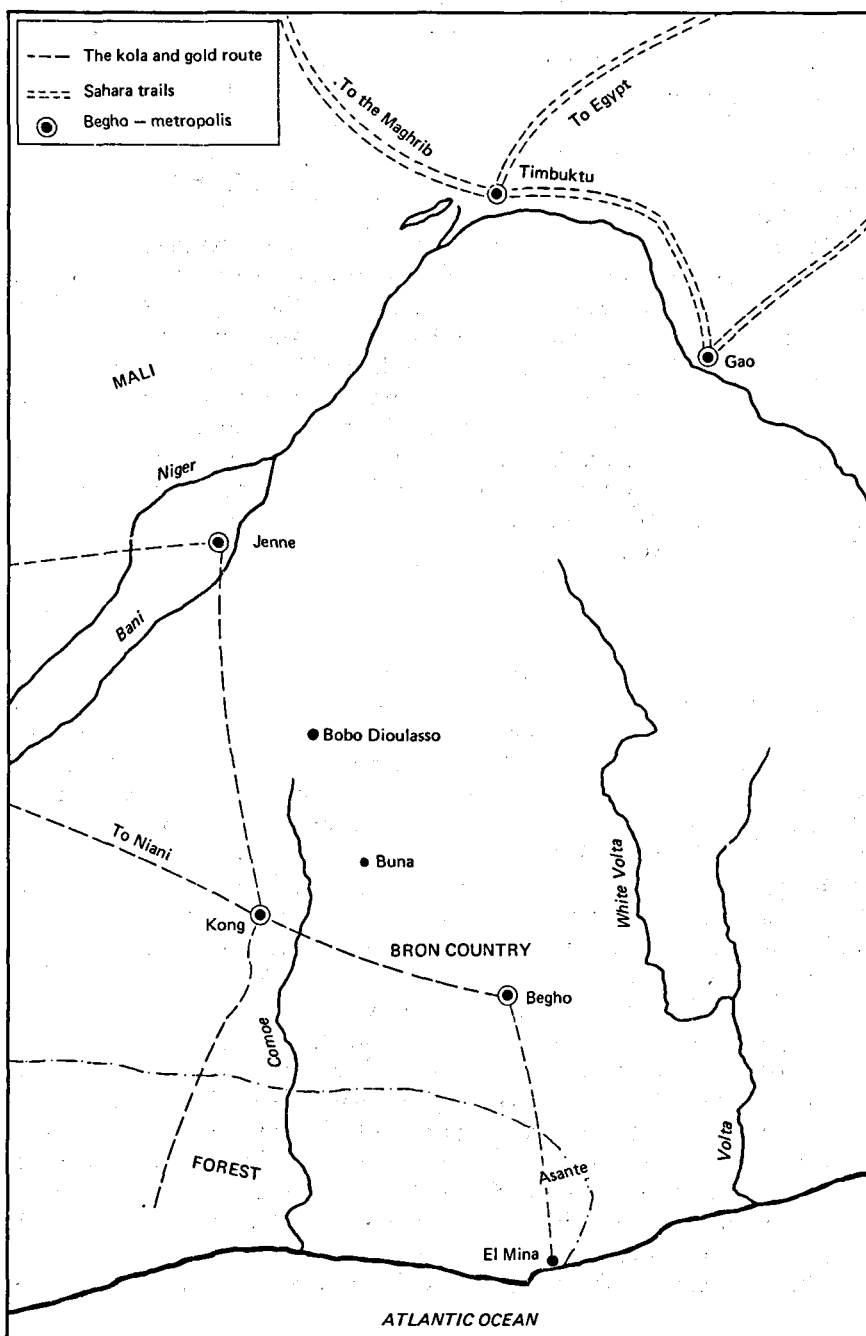 The kola and gold route
Sahara trails
Begho — metropolis
To the Maghrib
To Egypt
Timbuktu
Gao
MALI
Niger
Jenne
Bani
Bobo Dioulasso
To Niani
Buna
White Volta
Kong
BRON COUNTRY
Begho
Comoe
Volta
FOREST
Asante
El Mina
ATLANTIC OCEAN